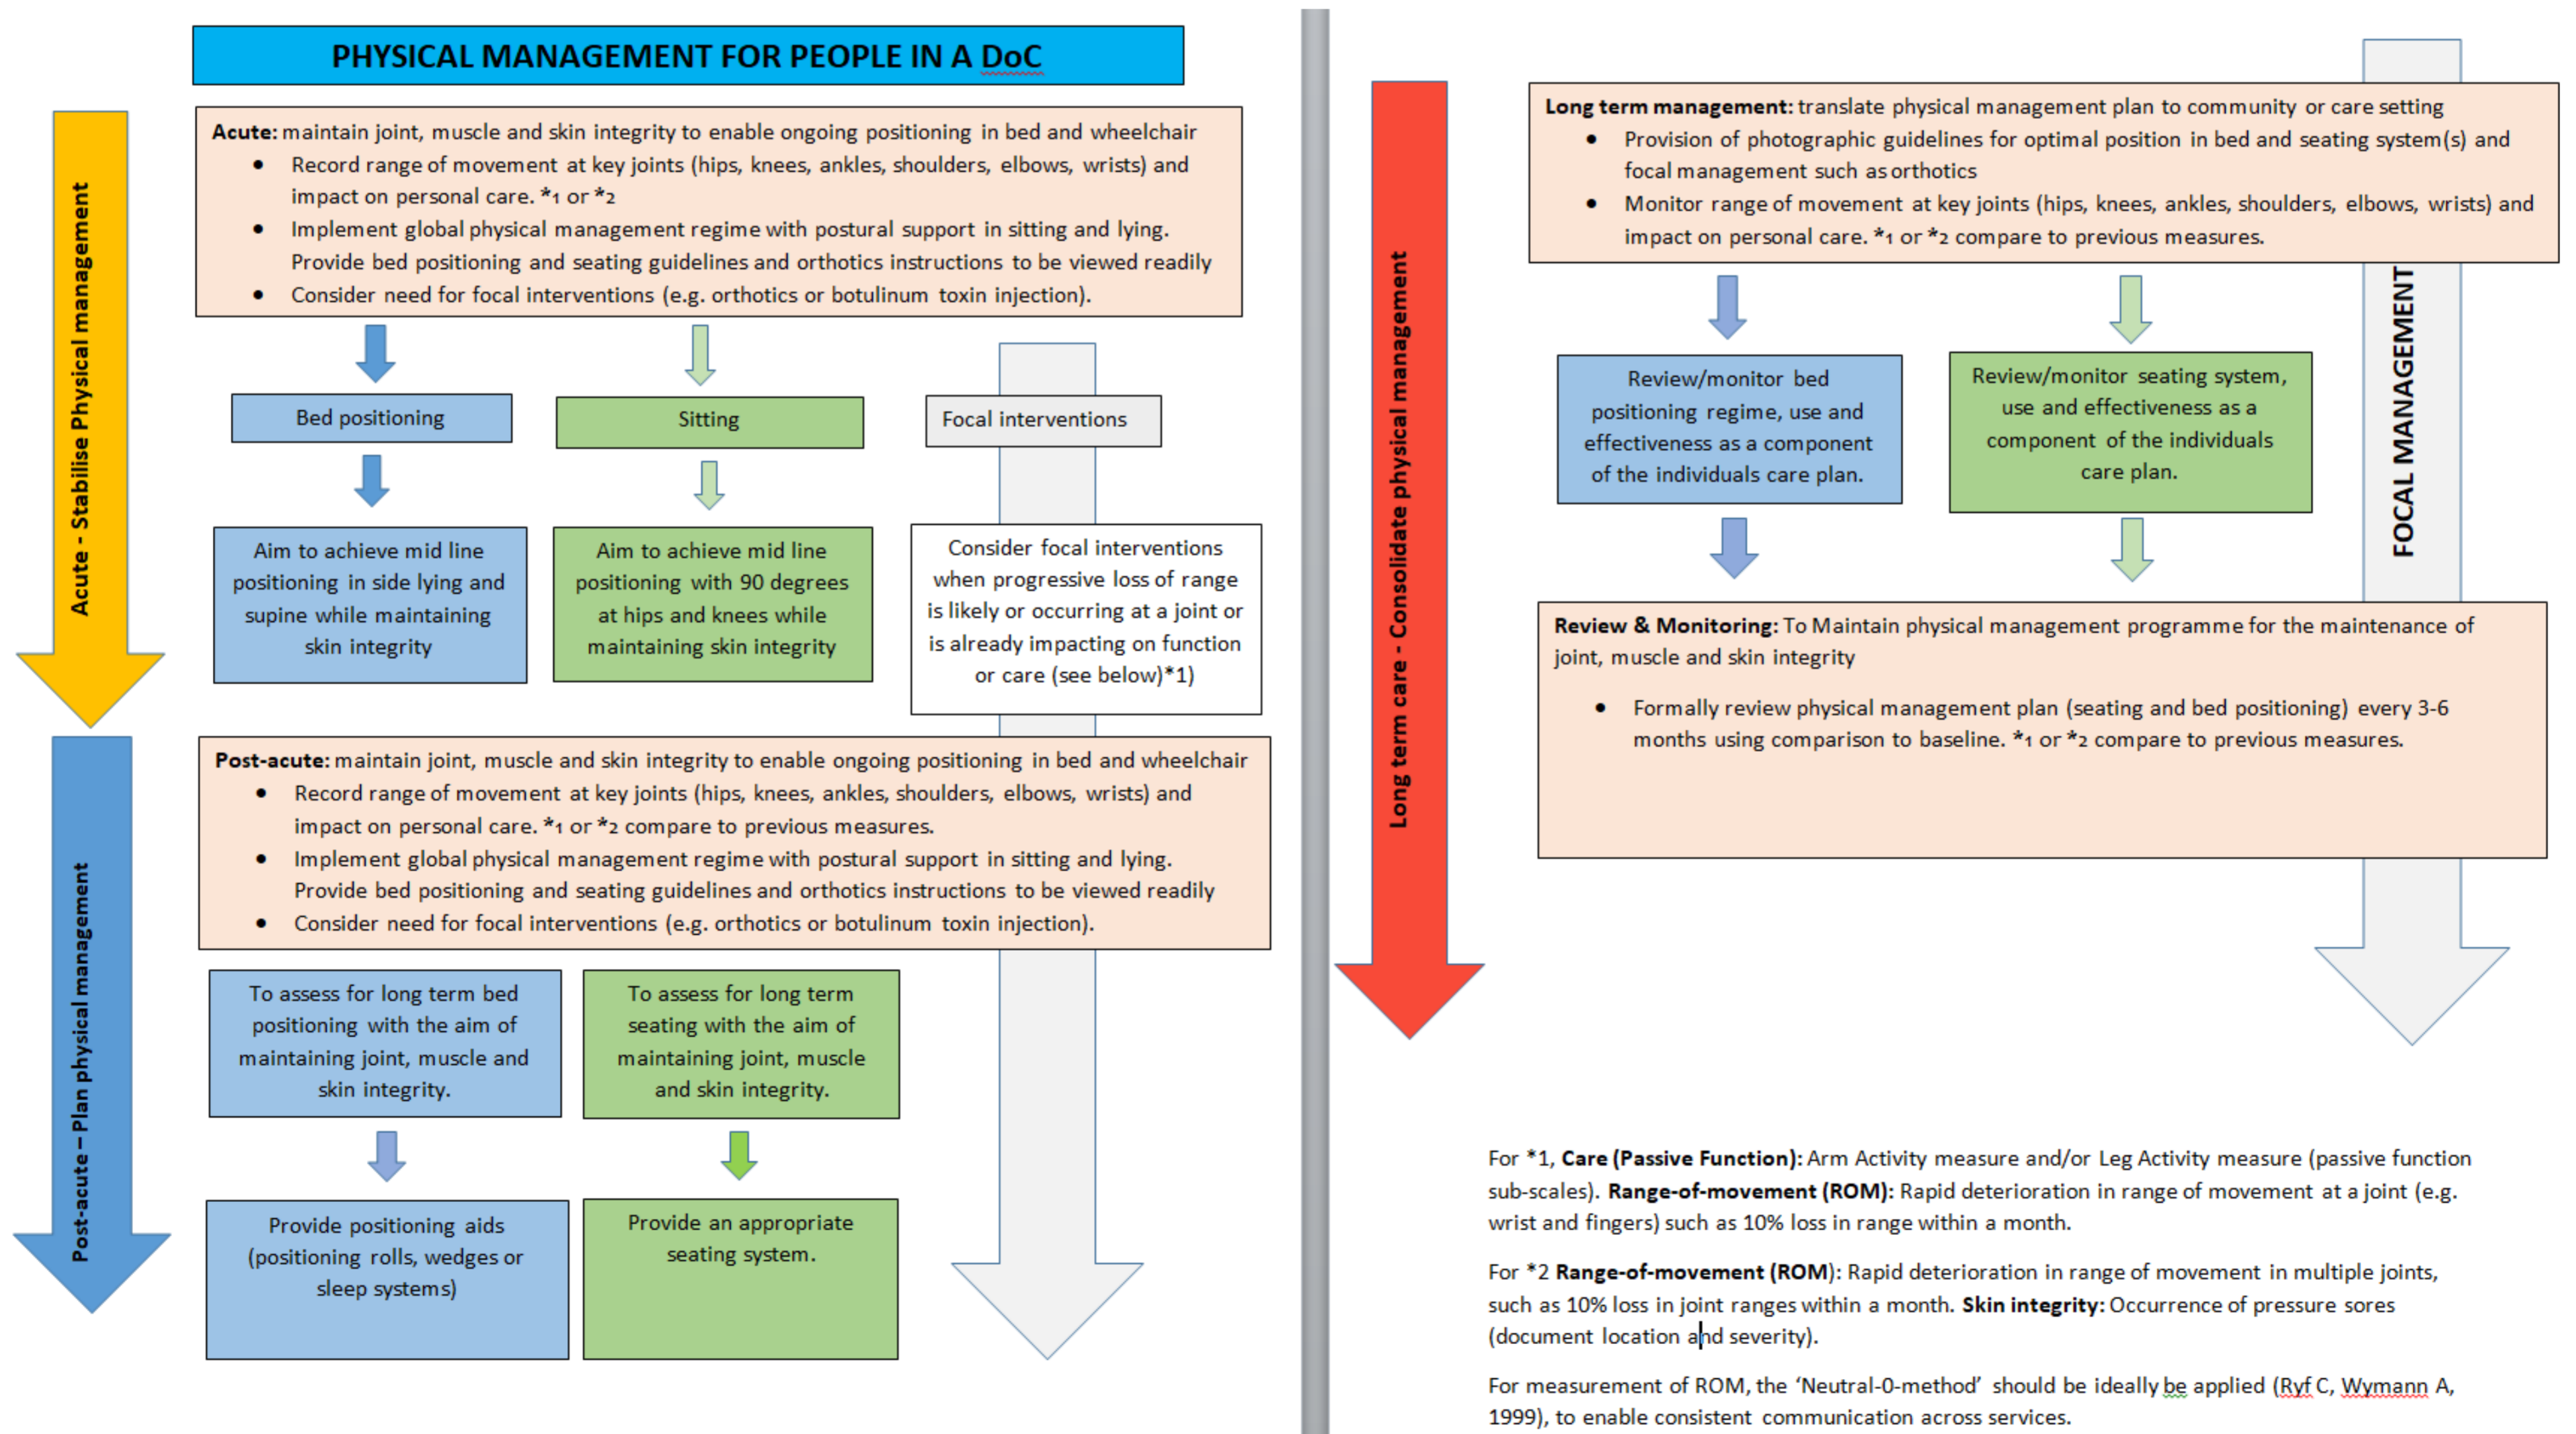 PHYSICAL MANAGEMENT FOR PEOPLE IN A DoC
Acute - Stabilise Physical management
Acute: maintain joint, muscle and skin integrity to enable ongoing positioning in bed and wheelchair
• Record range of movement at key joints (hips, knees, ankles, shoulders, elbows, wrists) and
impact on personal care. *1 or *2
• Implement global physical management regime with postural support in sitting and lying.
Provide bed positioning and seating guidelines and orthotics instructions to be viewed readily
• Consider need for focal interventions (e.g. orthotics or botulinum toxin injection).
Bed positioning
Sitting
Focal interventions
Aim to achieve mid line
positioning in side lying and
supine while maintaining
skin integrity
Aim to achieve mid line
positioning with 90 degrees
at hips and knees while
maintaining skin integrity
Consider focal interventions
when progressive loss of range
is likely or occurring at a joint or
is already impacting on function
or care (see below)*1)
Post-acute – Plan physical management
Post-acute: maintain joint, muscle and skin integrity to enable ongoing positioning in bed and wheelchair
• Record range of movement at key joints (hips, knees, ankles, shoulders, elbows, wrists) and
impact on personal care. *1 or *2 compare to previous measures.
• Implement global physical management regime with postural support in sitting and lying.
Provide bed positioning and seating guidelines and orthotics instructions to be viewed readily
• Consider need for focal interventions (e.g. orthotics or botulinum toxin injection).
To assess for long term bed
positioning with the aim of
maintaining joint, muscle and
skin integrity.
To assess for long term
seating with the aim of
maintaining joint, muscle
and skin integrity.
Provide positioning aids
(positioning rolls, wedges or
sleep systems)
Provide an appropriate
seating system.
Long term care - Consolidate physical management
Long term management: translate physical management plan to community or care setting
• Provision of photographic guidelines for optimal position in bed and seating system(s) and
focal management such as orthotics
• Monitor range of movement at key joints (hips, knees, ankles, shoulders, elbows, wrists) and
impact on personal care. *1 or *2 compare to previous measures.
FOCAL MANAGEMENT
Review/monitor bed
positioning regime, use and
effectiveness as a component
of the individuals care plan.
Review/monitor seating system,
use and effectiveness as a
component of the individuals
care plan.
Review & Monitoring: To Maintain physical management programme for the maintenance of
joint, muscle and skin integrity
• Formally review physical management plan (seating and bed positioning) every 3-6
months using comparison to baseline. *1 or *2 compare to previous measures.
For *1, Care (Passive Function): Arm Activity measure and/or Leg Activity measure (passive function
sub-scales). Range-of-movement (ROM): Rapid deterioration in range of movement at a joint (e.g.
wrist and fingers) such as 10% loss in range within a month.
For *2 Range-of-movement (ROM): Rapid deterioration in range of movement in multiple joints,
such as 10% loss in joint ranges within a month. Skin integrity: Occurrence of pressure sores
(document location and severity).
For measurement of ROM, the ‘Neutral-0-method’ should be ideally be applied (Ryf C, Wymann A,
1999), to enable consistent communication across services.